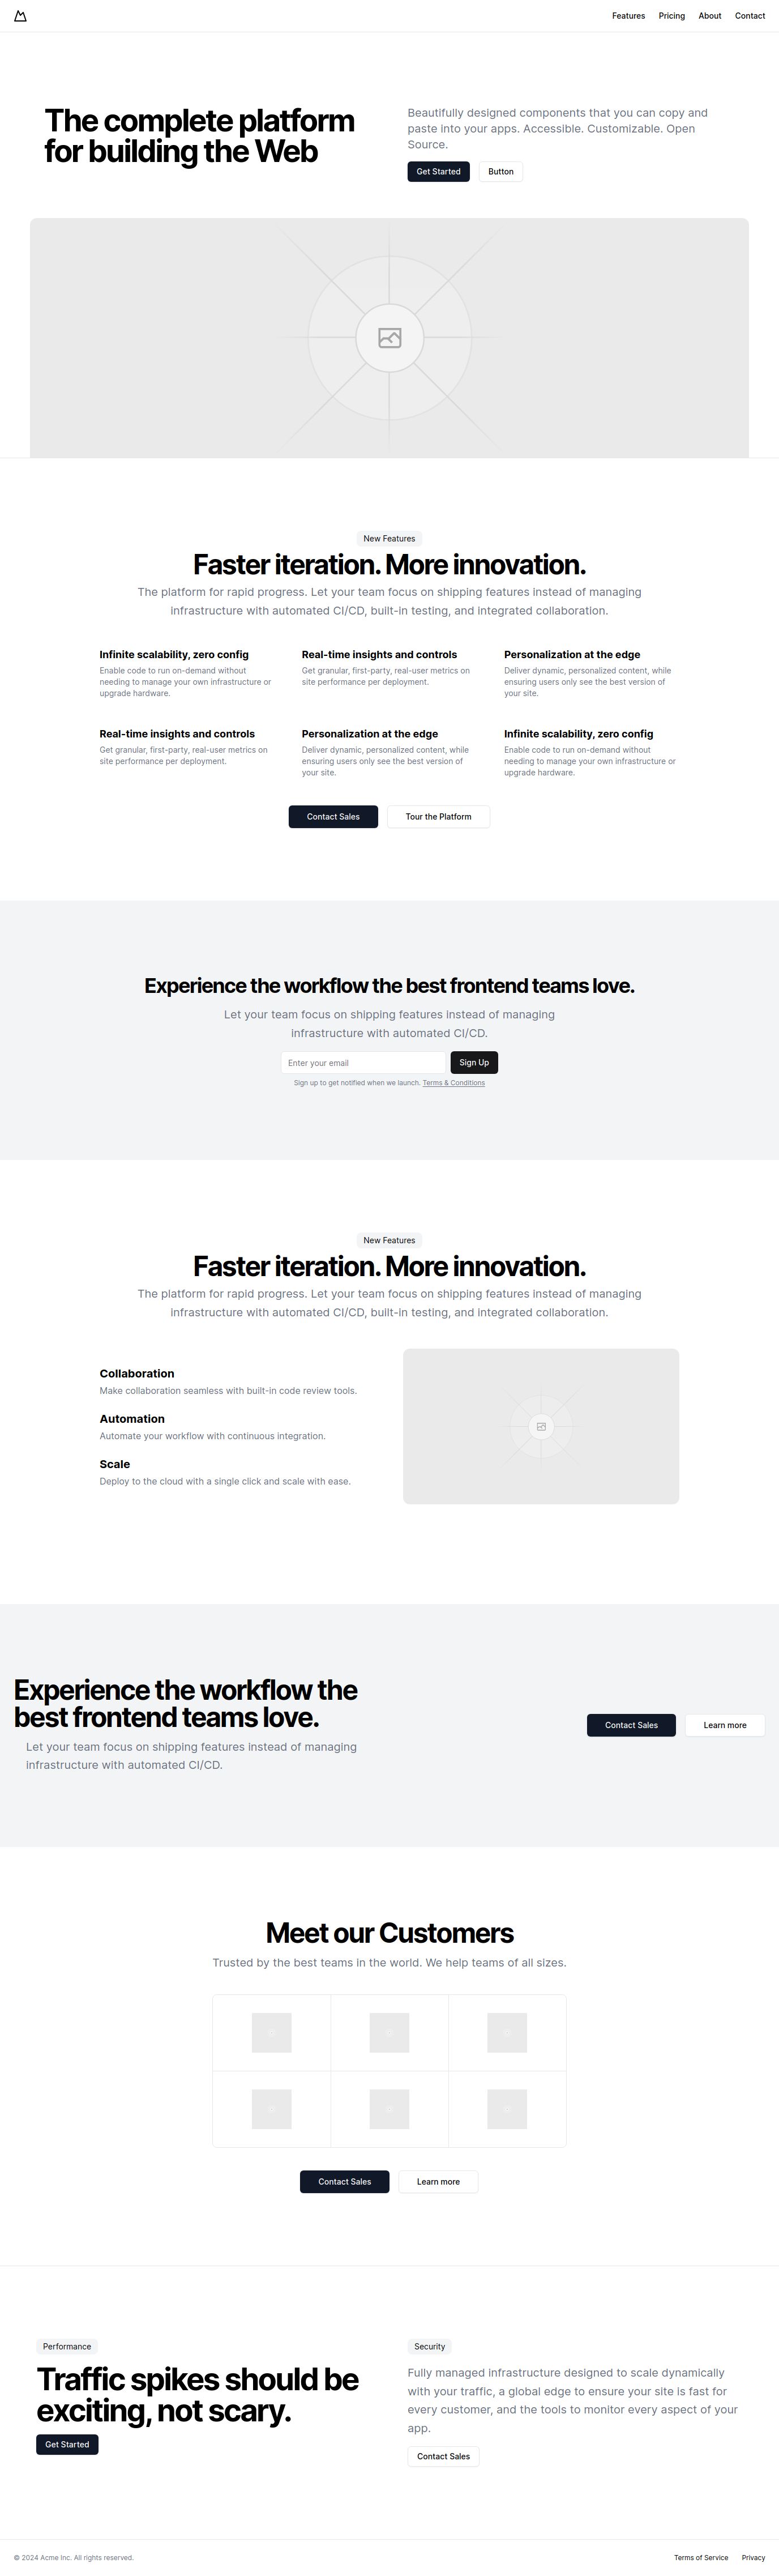 Features
Pricing
About
Contact
The complete platform
for building the Web
Beautifully designed components that you can copy and
paste into your apps. Accessible. Customizable. Open
Source.
Get Started
Button
New Features
Faster iteration. More innovation.
The platform for rapid progress. Let your team focus on shipping features instead of managing
infrastructure with automated CI/CD, built-in testing, and integrated collaboration.
Infinite scalability, zero config
Enable code to run on-demand without
needing to manage your own infrastructure or
upgrade hardware.
Real-time insights and controls
Get granular, first-party, real-user metrics on
site performance per deployment.
Personalization at the edge
Deliver dynamic, personalized content, while
ensuring users only see the best version of
your site.
Real-time insights and controls
Get granular, first-party, real-user metrics on
site performance per deployment.
Personalization at the edge
Deliver dynamic, personalized content, while
ensuring users only see the best version of
your site.
Infinite scalability, zero config
Enable code to run on-demand without
needing to manage your own infrastructure or
upgrade hardware.
Contact Sales
Tour the Platform
Experience the workflow the best frontend teams love.
Let your team focus on shipping features instead of managing
infrastructure with automated CI/CD.
Enter your email
Sign Up
Sign up to get notified when we launch. Terms & Conditions
New Features
Faster iteration. More innovation.
The platform for rapid progress. Let your team focus on shipping features instead of managing
infrastructure with automated CI/CD, built-in testing, and integrated collaboration.
Collaboration
Make collaboration seamless with built-in code review tools.
Automation
Automate your workflow with continuous integration.
Scale
Deploy to the cloud with a single click and scale with ease.
Experience the workflow the
best frontend teams love.
Let your team focus on shipping features instead of managing
infrastructure with automated CI/CD.
Contact Sales
Learn more
Meet our Customers
Trusted by the best teams in the world. We help teams of all sizes.
Contact Sales
Learn more
Performance
Traffic spikes should be
exciting, not scary.
Get Started
Security
Fully managed infrastructure designed to scale dynamically
with your traffic, a global edge to ensure your site is fast for
every customer, and the tools to monitor every aspect of your
app.
Contact Sales
© 2024 Acme Inc. All rights reserved.
Terms of Service
Privacy